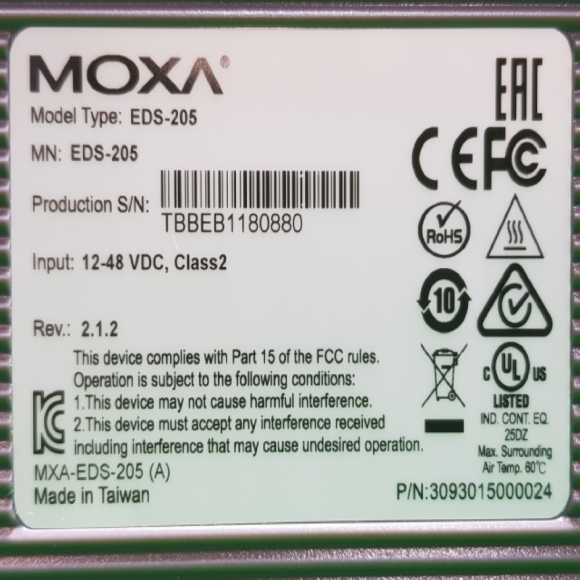 MOXA®
Model Type: EDS-205
MN: EDS-205
Production S/N:
TBBEB1180880
Input: 12-48 VDC, Class2
Rev.: 2.1.2
This device complies with Part 15 of the FCC rules.
Operation is subject to the following conditions:
1.This device may not cause harmful interference.
2.This device must accept any interference received
including interference that may cause undesired operation.
MXA-EDS-205 (A)
Made in Taiwan
EAC
CE FC
RoHS
10
C UL US
LISTED
IND. CONT. EQ.
25DZ
Max. Surrounding
Air Temp. 60°C
P/N:3093015000024